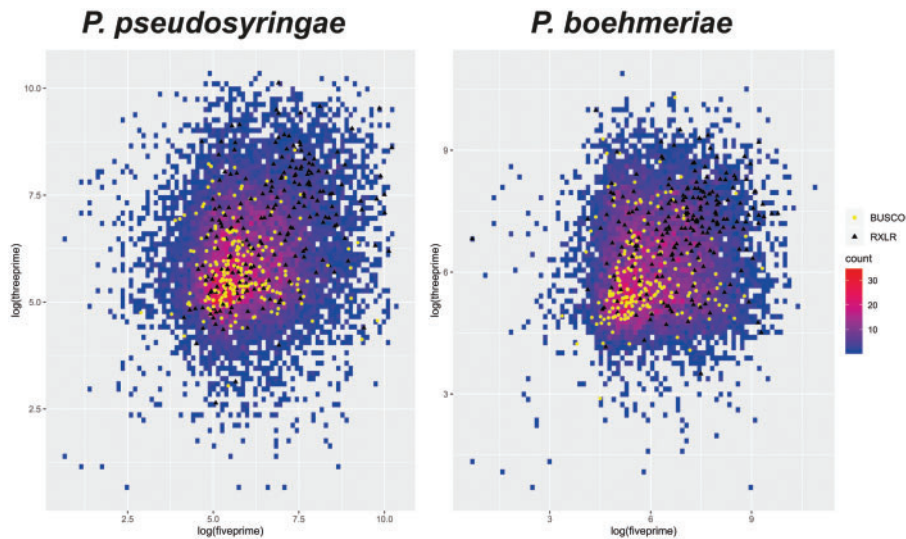 P. pseudosyringae
P. boehmeriae
10.0
7.5
5.0
2.5
log(threeprime)
2.5
5.0
7.5
10.0
log(fiveprime)
9
6
3
log(threeprime)
3
6
9
log(fiveprime)
BUSCO
RXLR
count
30
20
10